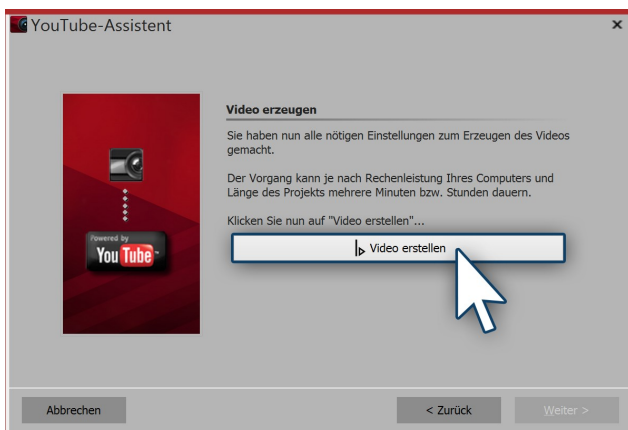 YouTube-Assistent
Video erzeugen
Sie haben nun alle nötigen Einstellungen zum Erzeugen des Videos
gemacht.
Der Vorgang kann je nach Rechenleistung Ihres Computers und
Länge des Projekts mehrere Minuten bzw. Stunden dauern.
Klicken Sie nun auf "Video erstellen"...
Powered by
YouTube
Video erstellen
Abbrechen
< Zurück
Weiter >